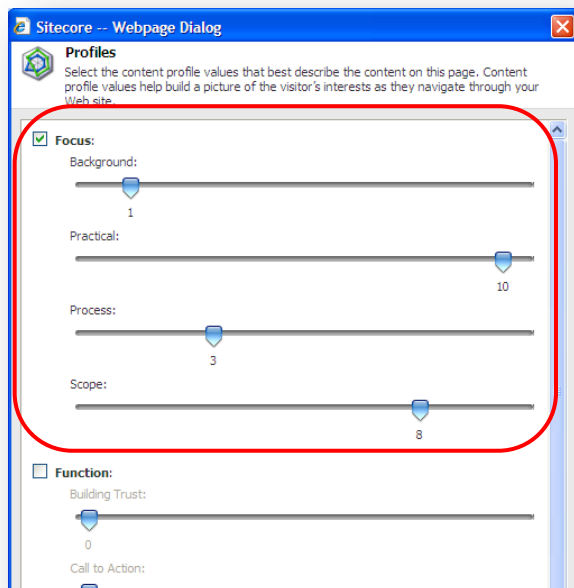 Sitecore -- Webpage Dialog
Profiles
Select the content profile values that best describe the content on this page. Content
profile values help build a picture of the visitor's interests as they navigate through your
Web site.
Focus:
Background:
1
Practical:
10
Process:
3
Scope:
8
Function:
Building Trust:
0
Call to Action: